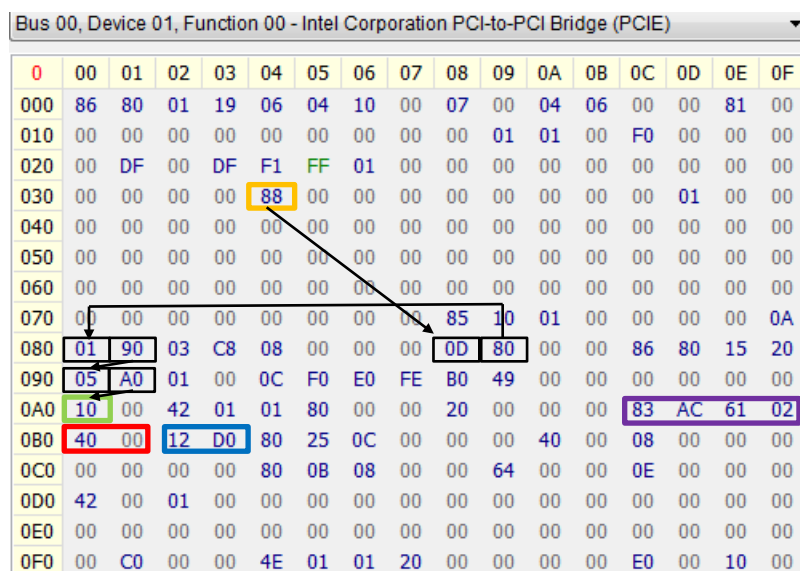 Bus 00, Device 01, Function 00 - Intel Corporation PCI-to-PCI Bridge (PCIE)
0 00 01 02 03 04 05 06 07 08 09 0A 0B 0C 0D 0E 0F
000 86 80 01 19 06 04 10 00 07 00 04 06 00 00 81 00
010 00 00 00 00 00 00 00 00 00 01 01 00 F0 00 00 00
020 00 DF 00 DF F1 FF 01 00 00 00 00 00 00 00 00 00
030 00 00 00 00 88 00 00 00 00 00 00 00 00 01 00 00
040 00 00 00 00 00 00 00 00 00 00 00 00 00 00 00 00
050 00 00 00 00 00 00 00 00 00 00 00 00 00 00 00 00
060 00 00 00 00 00 00 00 00 00 00 00 00 00 00 00 00
070 00 00 00 00 00 00 00 00 85 10 01 00 00 00 00 0A
080 01 90 03 C8 08 00 00 00 0D 80 00 00 86 80 15 20
090 05 A0 01 00 0C F0 E0 FE B0 49 00 00 00 00 00 00
0A0 10 00 42 01 01 80 00 00 20 00 00 00 83 AC 61 02
0B0 40 00 12 D0 80 25 0C 00 00 40 00 08 00 00 00 00
0C0 00 00 00 00 80 0B 08 00 00 64 00 00 0E 00 00 00
0D0 42 00 01 00 00 00 00 00 00 00 00 00 00 00 00 00
0E0 00 00 00 00 00 00 00 00 00 00 00 00 00 00 00 00
0F0 00 C0 00 00 4E 01 01 20 00 00 00 00 E0 00 10 00